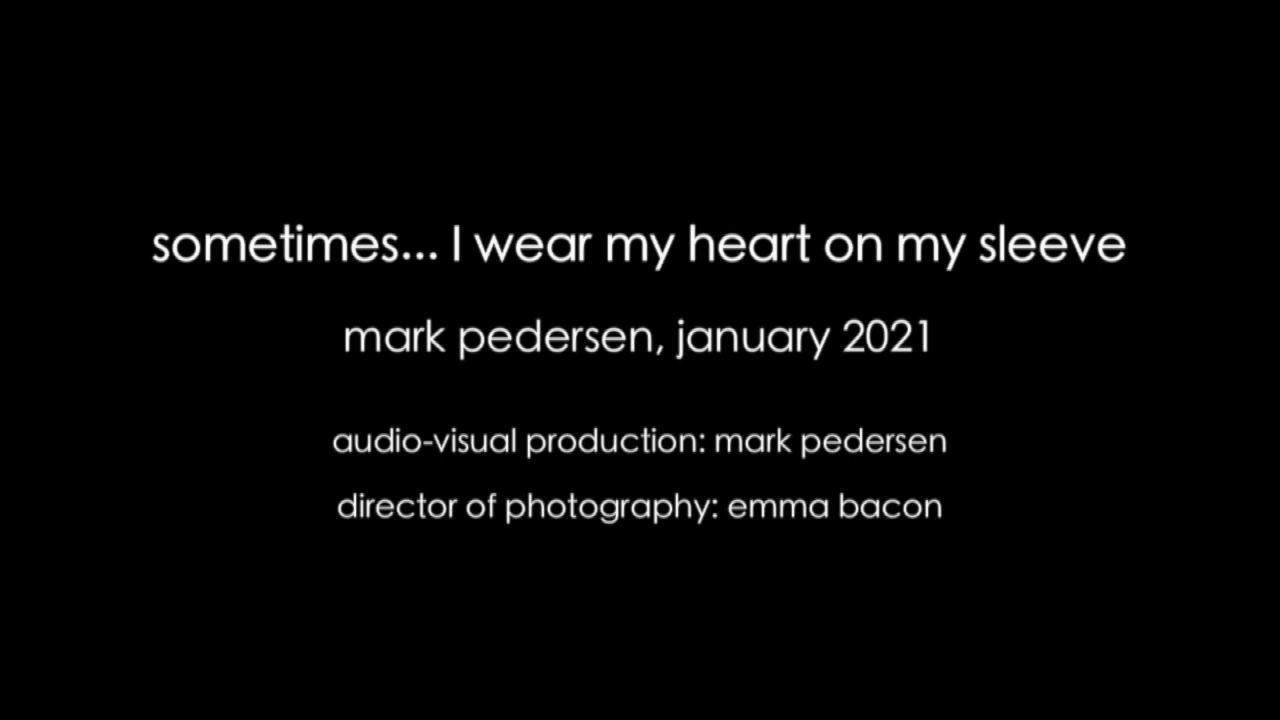 sometimes... I wear my heart on my sleeve
mark pedersen, january 2021
audio-visual production: mark pedersen
director of photography: emma bacon